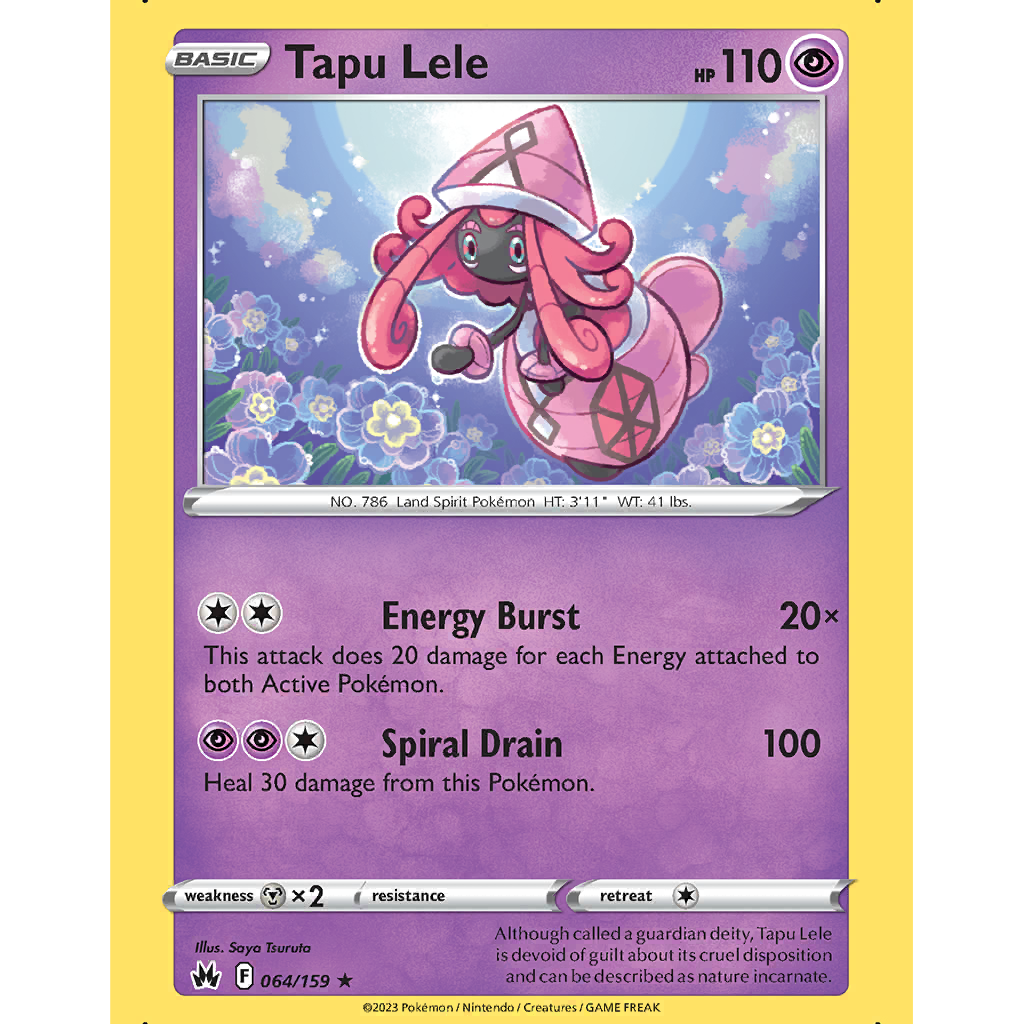 BASIC Tapu Lele HP 110
NO. 786 Land Spirit Pokémon HT: 3'11" WT: 41 lbs.
Energy Burst 20×
This attack does 20 damage for each Energy attached to
both Active Pokémon.
Spiral Drain 100
Heal 30 damage from this Pokémon.
weakness ×2 resistance retreat
Illus. Saya Tsuruta
Although called a guardian deity, Tapu Lele
is devoid of guilt about its cruel disposition
and can be described as nature incarnate.
F 064/159 ★
©2023 Pokémon / Nintendo / Creatures / GAME FREAK